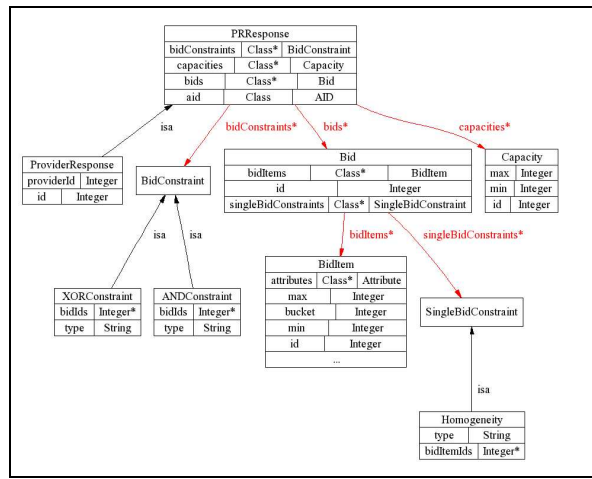 PRResponse
bidConstraints Class* BidConstraint
capacities Class* Capacity
bids Class* Bid
aid Class AID
isa
bidConstraints*
bids*
capacities*
ProviderResponse
providerId Integer
id Integer
BidConstraint
Bid
bidItems Class* BidItem
id Integer
singleBidConstraints Class* SingleBidConstraint
Capacity
max Integer
min Integer
id Integer
isa
isa
bidItems*
singleBidConstraints*
XORConstraint
bidIds Integer*
type String
ANDConstraint
bidIds Integer*
type String
BidItem
attributes Class* Attribute
max Integer
bucket Integer
min Integer
id Integer
...
SingleBidConstraint
isa
Homogeneity
type String
bidItemIds Integer*